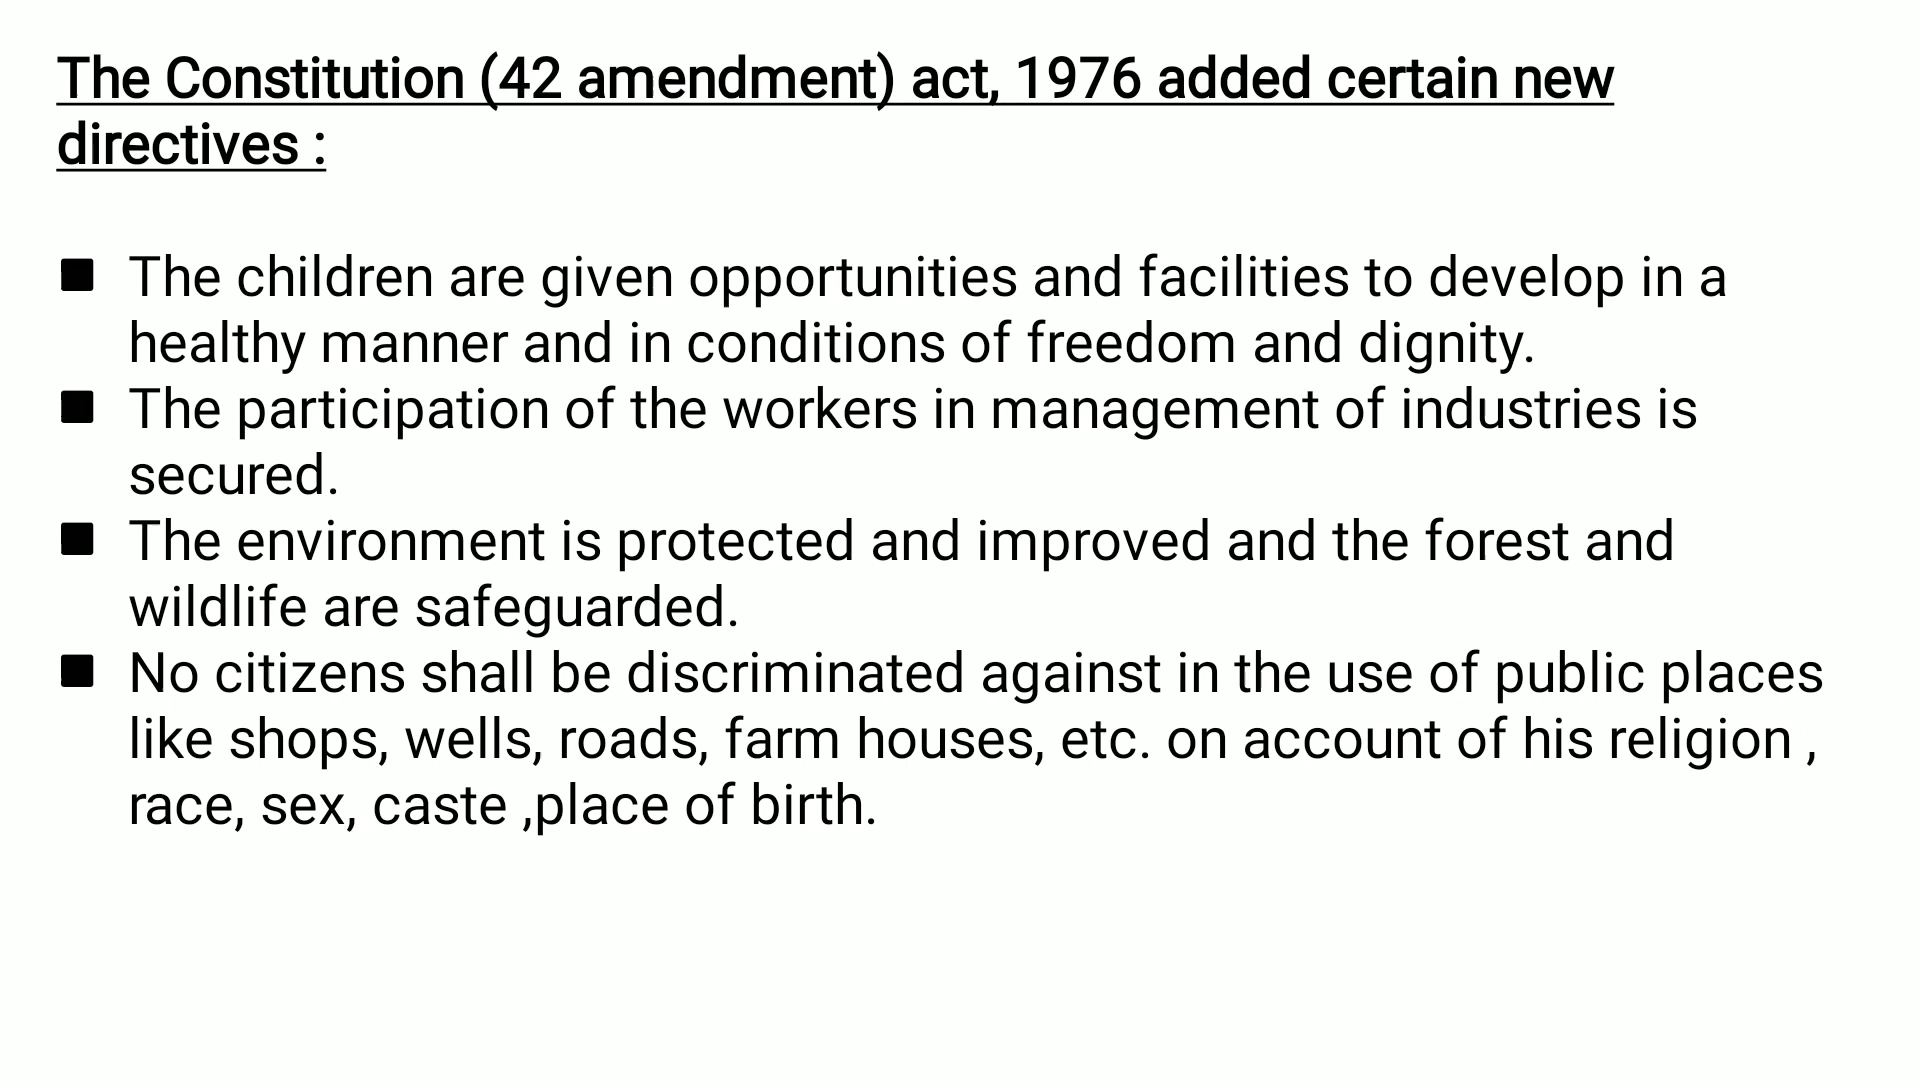 The Constitution (42 amendment) act, 1976 added certain new
directives :
■ The children are given opportunities and facilities to develop in a
healthy manner and in conditions of freedom and dignity.
■ The participation of the workers in management of industries is
secured.
■ The environment is protected and improved and the forest and
wildlife are safeguarded.
■ No citizens shall be discriminated against in the use of public places
like shops, wells, roads, farm houses, etc. on account of his religion ,
race, sex, caste ,place of birth.